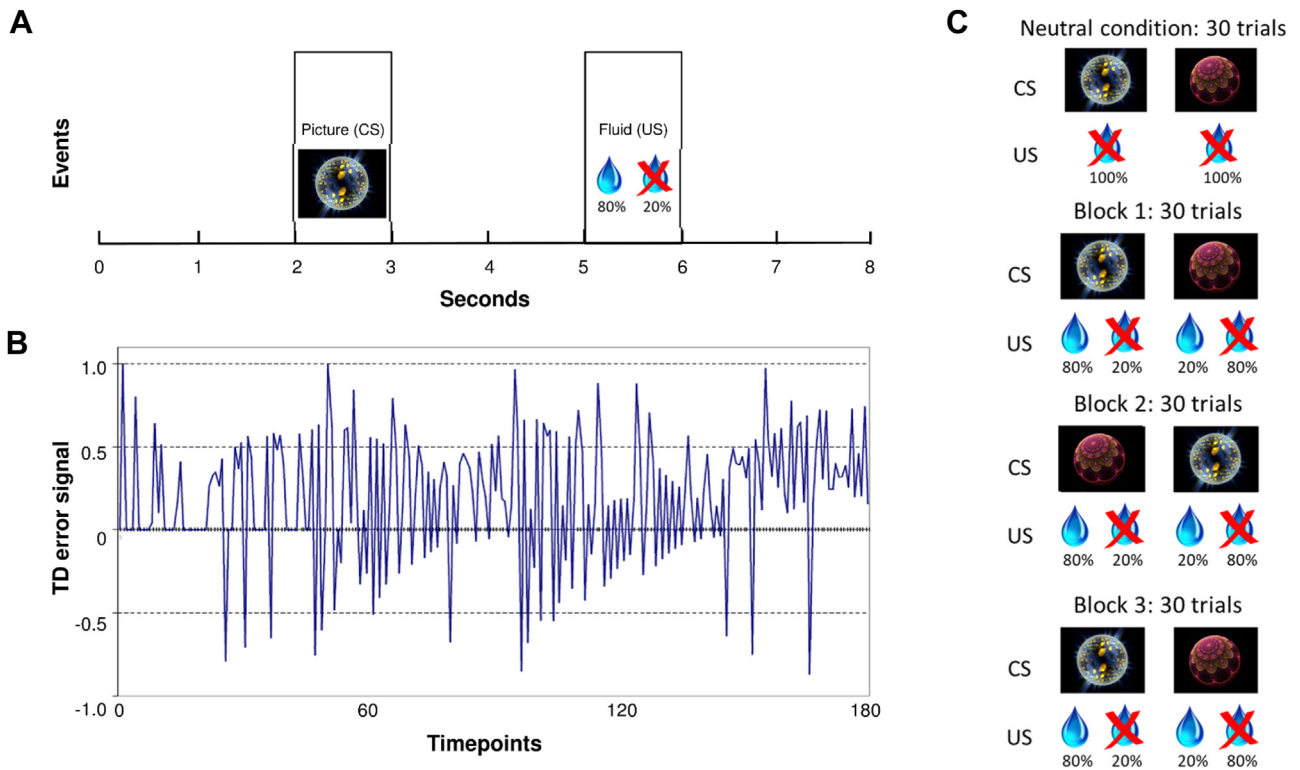 A
Events
Picture (CS)
Fluid (US)
80% 20%
0 1 2 3 4 5 6 7 8
Seconds
B
TD error signal
1.0
0.5
0
-0.5
-1.0
0 60 120 180
Timepoints
C
Neutral condition: 30 trials
CS
US
100% 100%
Block 1: 30 trials
CS
US
80% 20% 20% 80%
Block 2: 30 trials
CS
US
80% 20% 20% 80%
Block 3: 30 trials
CS
US
80% 20% 20% 80%